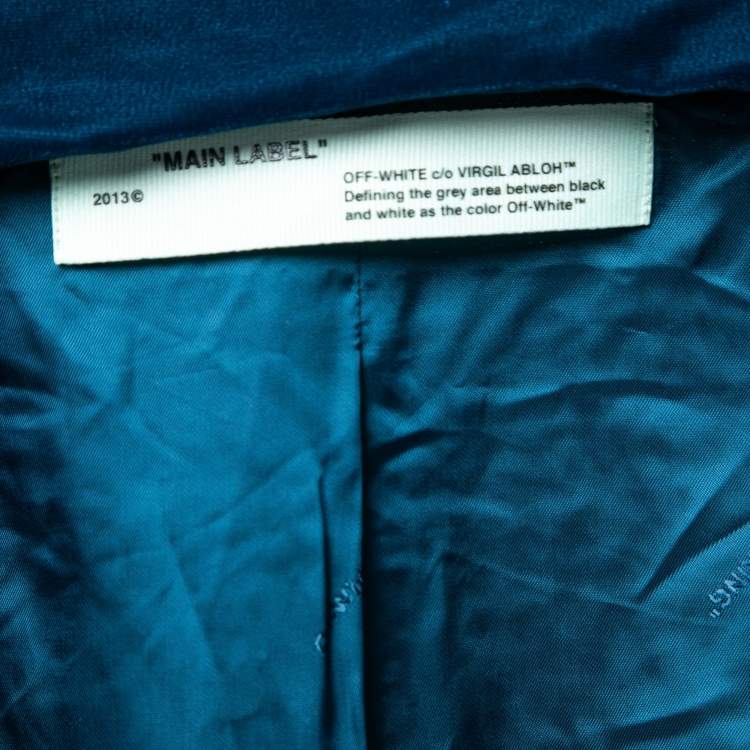 "MAIN LABEL"
2013©
OFF-WHITE c/o VIRGIL ABLOH™
Defining the grey area between black
and white as the color Off-White™